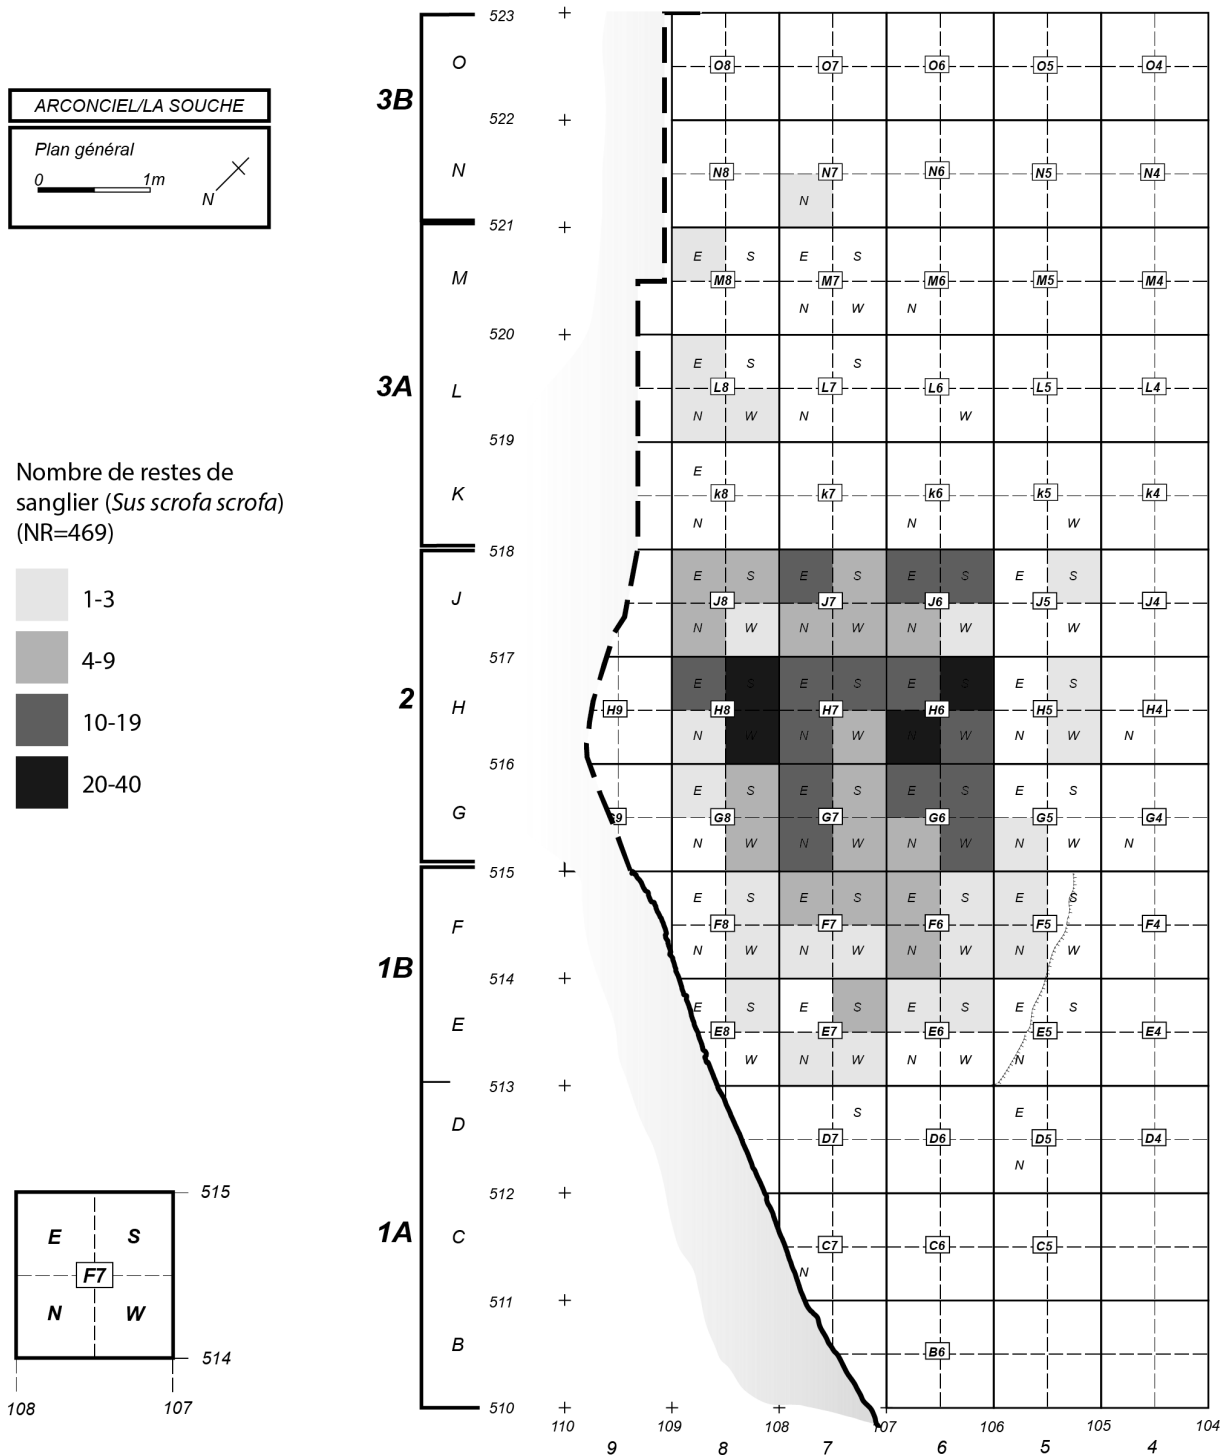 ARCONCIEL/LA SOUCHE
Plan général
0 1m
N
Nombre de restes de
sanglier (Sus scrofa scrofa)
(NR=469)
1-3
4-9
10-19
20-40
523
3B O O8 O7 O6 O5 O4
522
N N8 N7 N6 N5 N4
N
521
E S E S
M M8 M7 M6 M5 M4
N W N
520
E S S
3A L L8 L7 L6 L5 L4
N W N W
519
E
K k8 k7 k6 k5 k4
N N W
518
E S E S E S E S
J J8 J7 J6 J5 J4
N W N W N W W
517
E S E S E S E S
2 H H9 H8 H7 H6 H5 H4
N W N W N W N W N
516
E S E S E S E S
G G9 G8 G7 G6 G5 G4
N W N W N W N W N
515
E S E S E S E S
F F8 F7 F6 F5 F4
N W N W N W N W
1B
514
E S E S E S E S
E E8 E7 E6 E5 E4
W N W N W N
513
S E
D D7 D6 D5 D4
N
512
1A C C7 C6 C5
N
511
B B6
510
110 109 108 107 106 105 104
9 8 7 6 5 4
515
E S
F7
N W
514
108 107